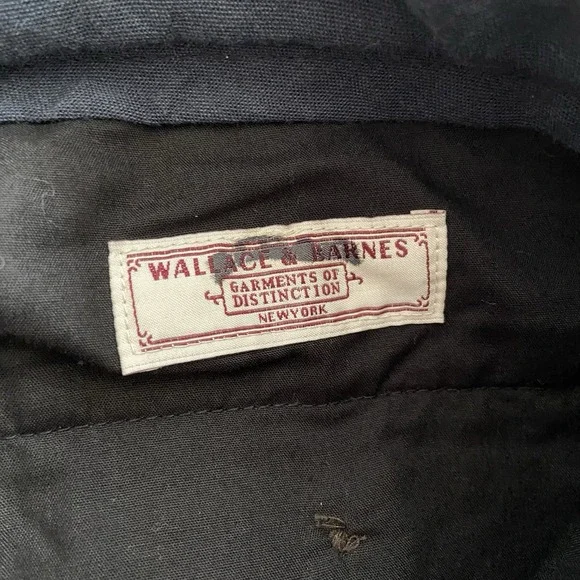 WALLACE & BARNES
GARMENTS OF
DISTINCTION
NEW YORK